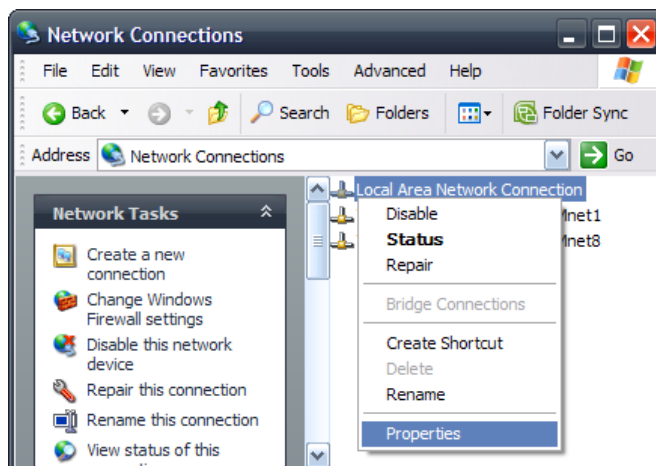 Network Connections
File Edit View Favorites Tools Advanced Help
Back Search Folders Folder Sync
Address Network Connections Go
Local Area Network Connection
Network Tasks
Create a new
connection
Change Windows
Firewall settings
Disable this network
device
Repair this connection
Rename this connection
View status of this
Disable
Status
Repair
Bridge Connections
Create Shortcut
Delete
Rename
Properties